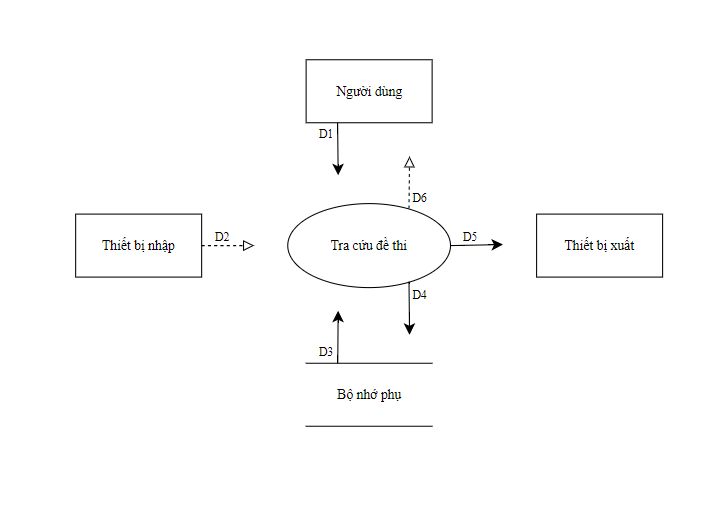 Người dùng
D1
D6
Thiết bị nhập
D2
Tra cứu đề thi
D5
Thiết bị xuất
D4
D3
Bộ nhớ phụ